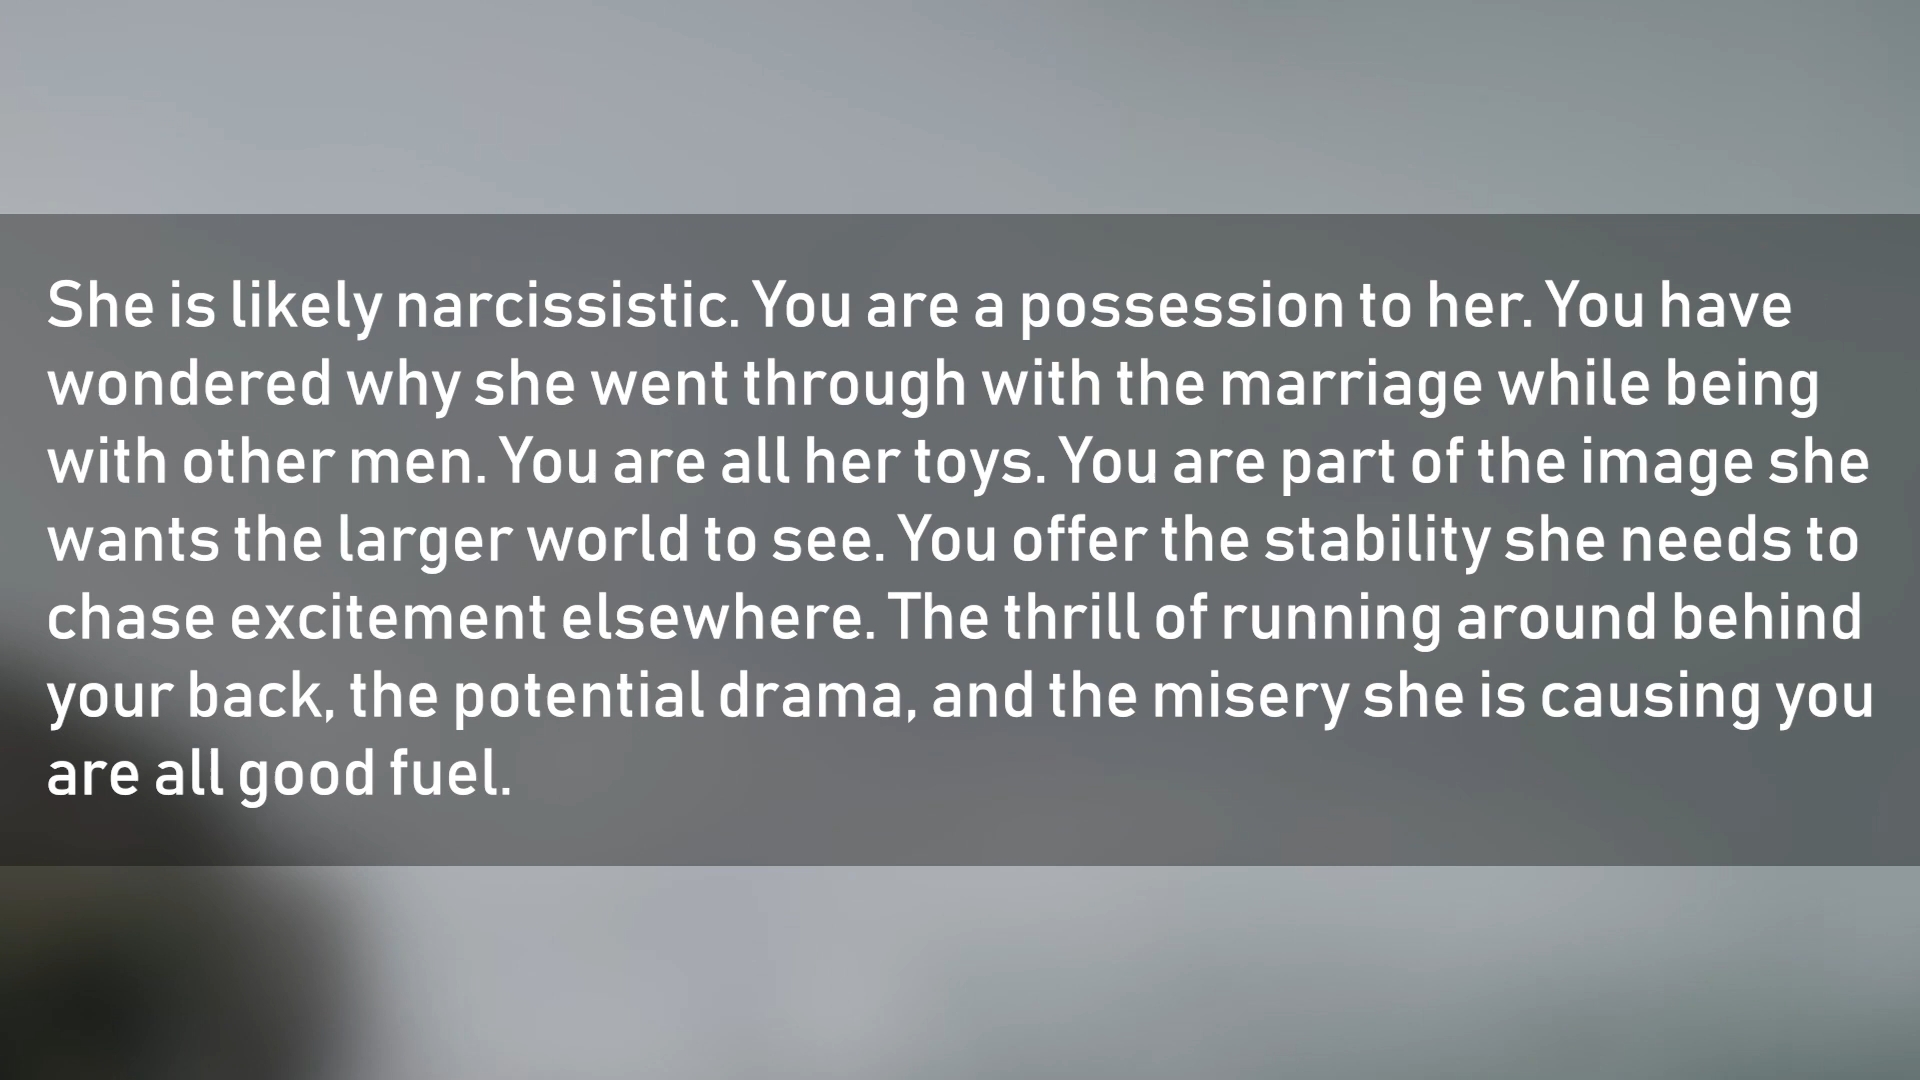 She is likely narcissistic. You are a possession to her. You have
wondered why she went through with the marriage while being
with other men. You are all her toys. You are part of the image she
wants the larger world to see. You offer the stability she needs to
chase excitement elsewhere. The thrill of running around behind
your back, the potential drama, and the misery she is causing you
are all good fuel.